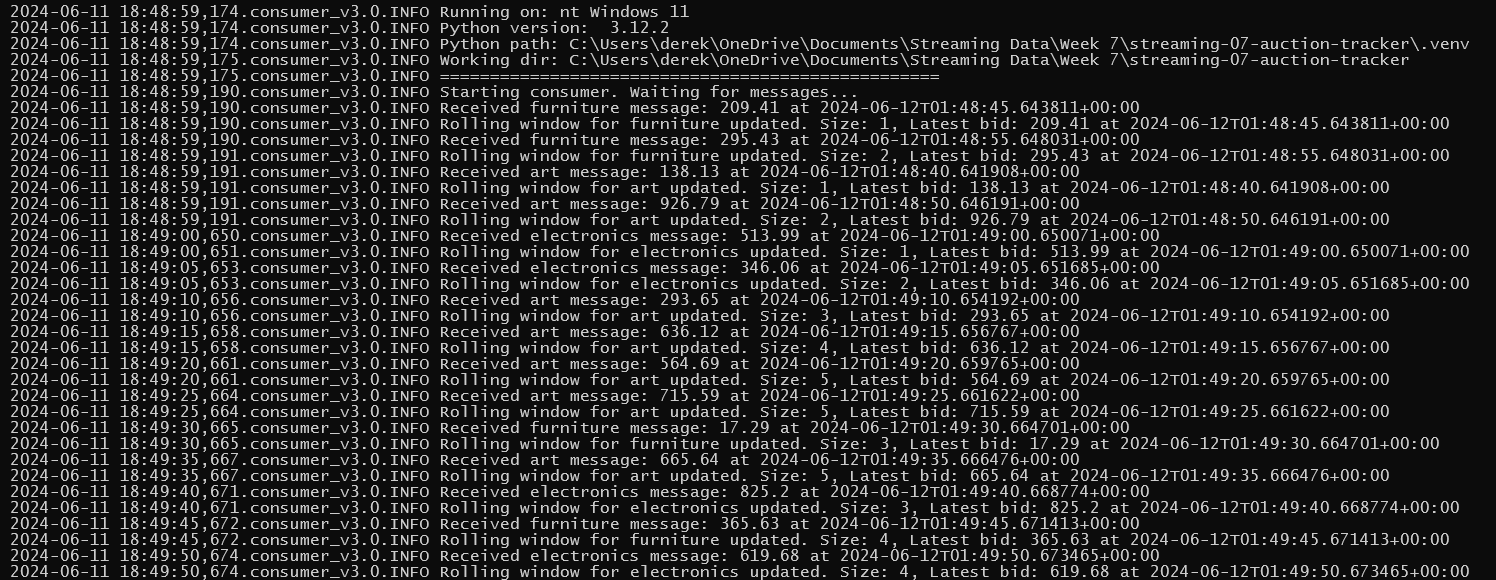 2024-06-11 18:48:59,174.consumer_v3.0.INFO Running on: nt Windows 11
2024-06-11 18:48:59,174.consumer_v3.0.INFO Python version:  3.12.2
2024-06-11 18:48:59,174.consumer_v3.0.INFO Python path: C:\Users\derek\OneDrive\Documents\Streaming Data\Week 7\streaming-07-auction-tracker\.venv
2024-06-11 18:48:59,175.consumer_v3.0.INFO Working dir: C:\Users\derek\OneDrive\Documents\Streaming Data\Week 7\streaming-07-auction-tracker
2024-06-11 18:48:59,175.consumer_v3.0.INFO ==================================================
2024-06-11 18:48:59,190.consumer_v3.0.INFO Starting consumer. Waiting for messages...
2024-06-11 18:48:59,190.consumer_v3.0.INFO Received furniture message: 209.41 at 2024-06-12T01:48:45.643811+00:00
2024-06-11 18:48:59,190.consumer_v3.0.INFO Rolling window for furniture updated. Size: 1, Latest bid: 209.41 at 2024-06-12T01:48:45.643811+00:00
2024-06-11 18:48:59,190.consumer_v3.0.INFO Received furniture message: 295.43 at 2024-06-12T01:48:55.648031+00:00
2024-06-11 18:48:59,191.consumer_v3.0.INFO Rolling window for furniture updated. Size: 2, Latest bid: 295.43 at 2024-06-12T01:48:55.648031+00:00
2024-06-11 18:48:59,191.consumer_v3.0.INFO Received art message: 138.13 at 2024-06-12T01:48:40.641908+00:00
2024-06-11 18:48:59,191.consumer_v3.0.INFO Rolling window for art updated. Size: 1, Latest bid: 138.13 at 2024-06-12T01:48:40.641908+00:00
2024-06-11 18:48:59,191.consumer_v3.0.INFO Received art message: 926.79 at 2024-06-12T01:48:50.646191+00:00
2024-06-11 18:48:59,191.consumer_v3.0.INFO Rolling window for art updated. Size: 2, Latest bid: 926.79 at 2024-06-12T01:48:50.646191+00:00
2024-06-11 18:49:00,650.consumer_v3.0.INFO Received electronics message: 513.99 at 2024-06-12T01:49:00.650071+00:00
2024-06-11 18:49:00,651.consumer_v3.0.INFO Rolling window for electronics updated. Size: 1, Latest bid: 513.99 at 2024-06-12T01:49:00.650071+00:00
2024-06-11 18:49:05,653.consumer_v3.0.INFO Received electronics message: 346.06 at 2024-06-12T01:49:05.651685+00:00
2024-06-11 18:49:05,653.consumer_v3.0.INFO Rolling window for electronics updated. Size: 2, Latest bid: 346.06 at 2024-06-12T01:49:05.651685+00:00
2024-06-11 18:49:10,656.consumer_v3.0.INFO Received art message: 293.65 at 2024-06-12T01:49:10.654192+00:00
2024-06-11 18:49:10,656.consumer_v3.0.INFO Rolling window for art updated. Size: 3, Latest bid: 293.65 at 2024-06-12T01:49:10.654192+00:00
2024-06-11 18:49:15,658.consumer_v3.0.INFO Received art message: 636.12 at 2024-06-12T01:49:15.656767+00:00
2024-06-11 18:49:15,658.consumer_v3.0.INFO Rolling window for art updated. Size: 4, Latest bid: 636.12 at 2024-06-12T01:49:15.656767+00:00
2024-06-11 18:49:20,661.consumer_v3.0.INFO Received art message: 564.69 at 2024-06-12T01:49:20.659765+00:00
2024-06-11 18:49:20,661.consumer_v3.0.INFO Rolling window for art updated. Size: 5, Latest bid: 564.69 at 2024-06-12T01:49:20.659765+00:00
2024-06-11 18:49:25,664.consumer_v3.0.INFO Received art message: 715.59 at 2024-06-12T01:49:25.661622+00:00
2024-06-11 18:49:25,664.consumer_v3.0.INFO Rolling window for art updated. Size: 5, Latest bid: 715.59 at 2024-06-12T01:49:25.661622+00:00
2024-06-11 18:49:30,665.consumer_v3.0.INFO Received furniture message: 17.29 at 2024-06-12T01:49:30.664701+00:00
2024-06-11 18:49:30,665.consumer_v3.0.INFO Rolling window for furniture updated. Size: 3, Latest bid: 17.29 at 2024-06-12T01:49:30.664701+00:00
2024-06-11 18:49:35,667.consumer_v3.0.INFO Received art message: 665.64 at 2024-06-12T01:49:35.666476+00:00
2024-06-11 18:49:35,667.consumer_v3.0.INFO Rolling window for art updated. Size: 5, Latest bid: 665.64 at 2024-06-12T01:49:35.666476+00:00
2024-06-11 18:49:40,671.consumer_v3.0.INFO Received electronics message: 825.2 at 2024-06-12T01:49:40.668774+00:00
2024-06-11 18:49:40,671.consumer_v3.0.INFO Rolling window for electronics updated. Size: 3, Latest bid: 825.2 at 2024-06-12T01:49:40.668774+00:00
2024-06-11 18:49:45,672.consumer_v3.0.INFO Received furniture message: 365.63 at 2024-06-12T01:49:45.671413+00:00
2024-06-11 18:49:45,672.consumer_v3.0.INFO Rolling window for furniture updated. Size: 4, Latest bid: 365.63 at 2024-06-12T01:49:45.671413+00:00
2024-06-11 18:49:50,674.consumer_v3.0.INFO Received electronics message: 619.68 at 2024-06-12T01:49:50.673465+00:00
2024-06-11 18:49:50,674.consumer_v3.0.INFO Rolling window for electronics updated. Size: 4, Latest bid: 619.68 at 2024-06-12T01:49:50.673465+00:00